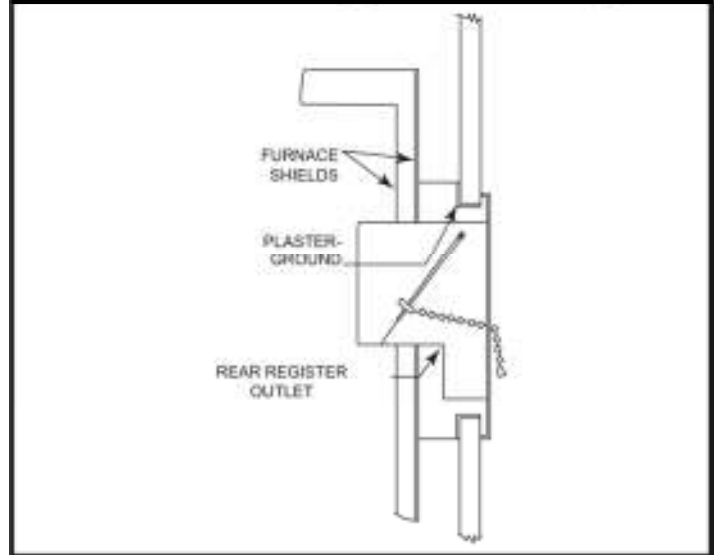 FURNACE
SHIELDS
PLASTER-
GROUND
REAR REGISTER
OUTLET